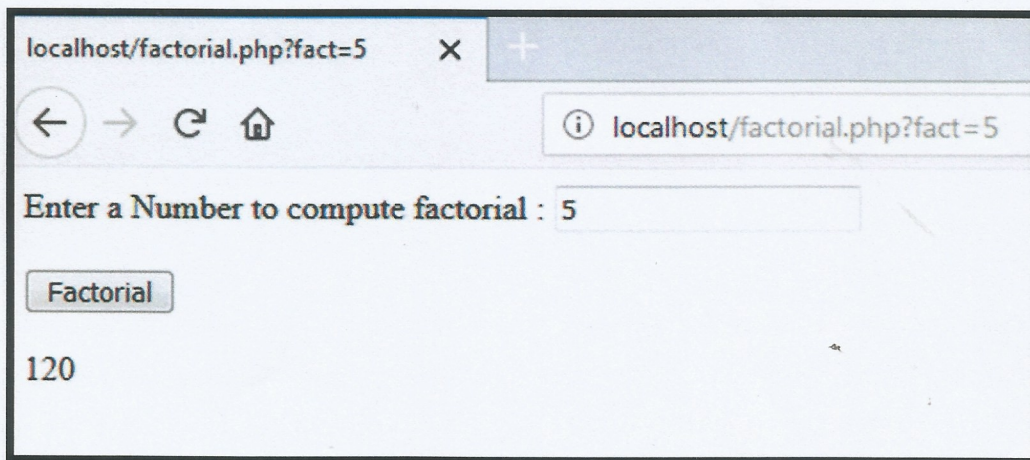 localhost/factorial.php?fact=5
localhost/factorial.php?fact=5
Enter a Number to compute factorial : 5
Factorial
120